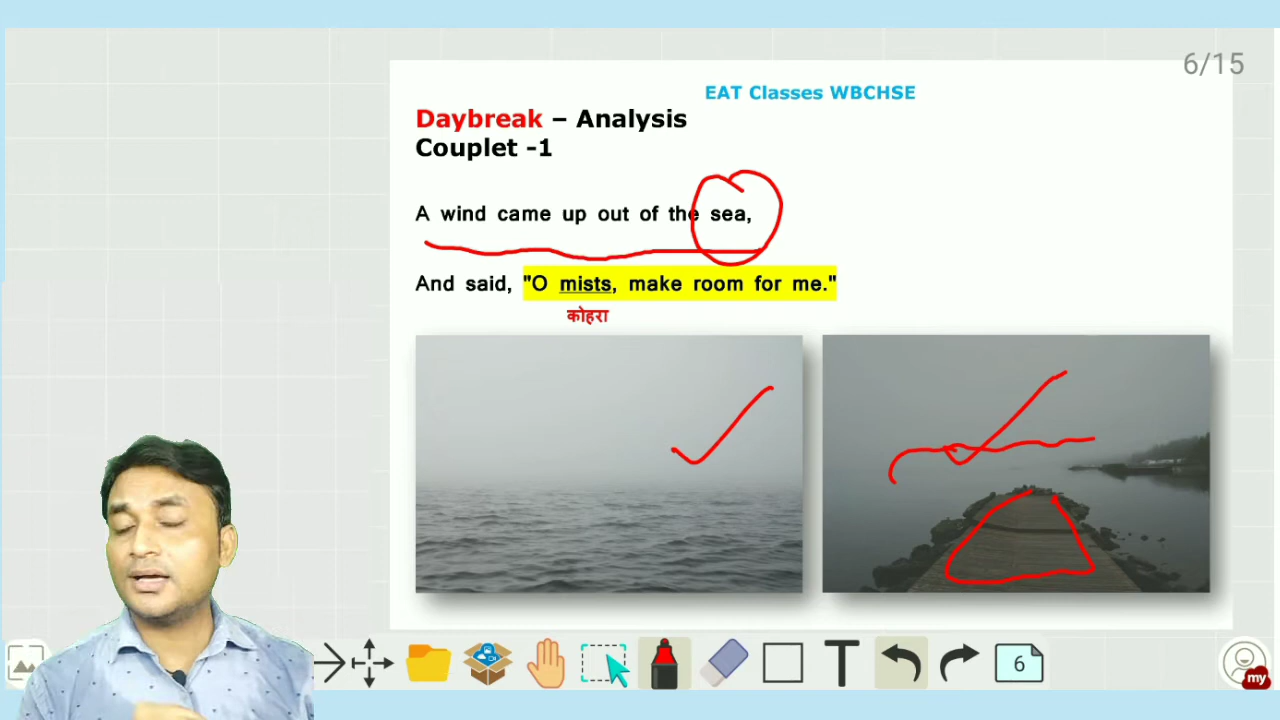 6/15
EAT Classes WBCHSE
Daybreak – Analysis
Couplet -1
A wind came up out of the sea,
And said, "O mists, make room for me."
कोहरा
T
6
my